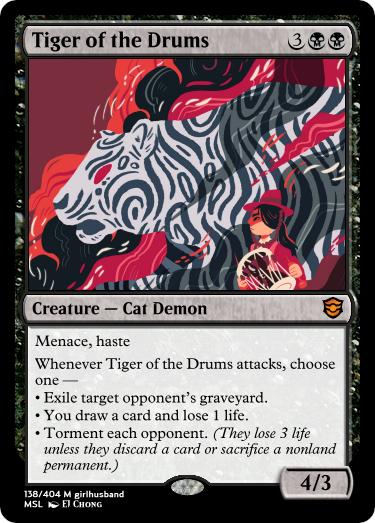 Tiger of the Drums 3
Creature — Cat Demon
Menace, haste
Whenever Tiger of the Drums attacks, choose
one —
• Exile target opponent's graveyard.
• You draw a card and lose 1 life.
• Torment each opponent. (They lose 3 life
unless they discard a card or sacrifice a nonland
permanent.)
4/3
138/404 M girlhusband
MSL EJ Chong